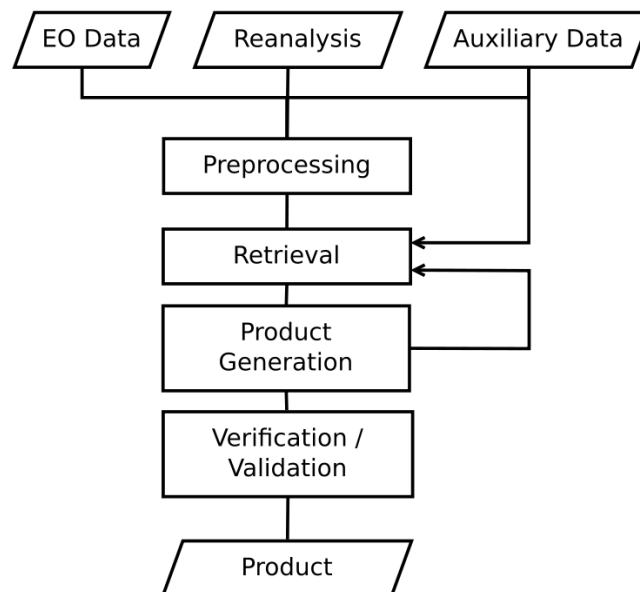 EO Data
Reanalysis
Auxiliary Data
Preprocessing
Retrieval
Product
Generation
Verification /
Validation
Product